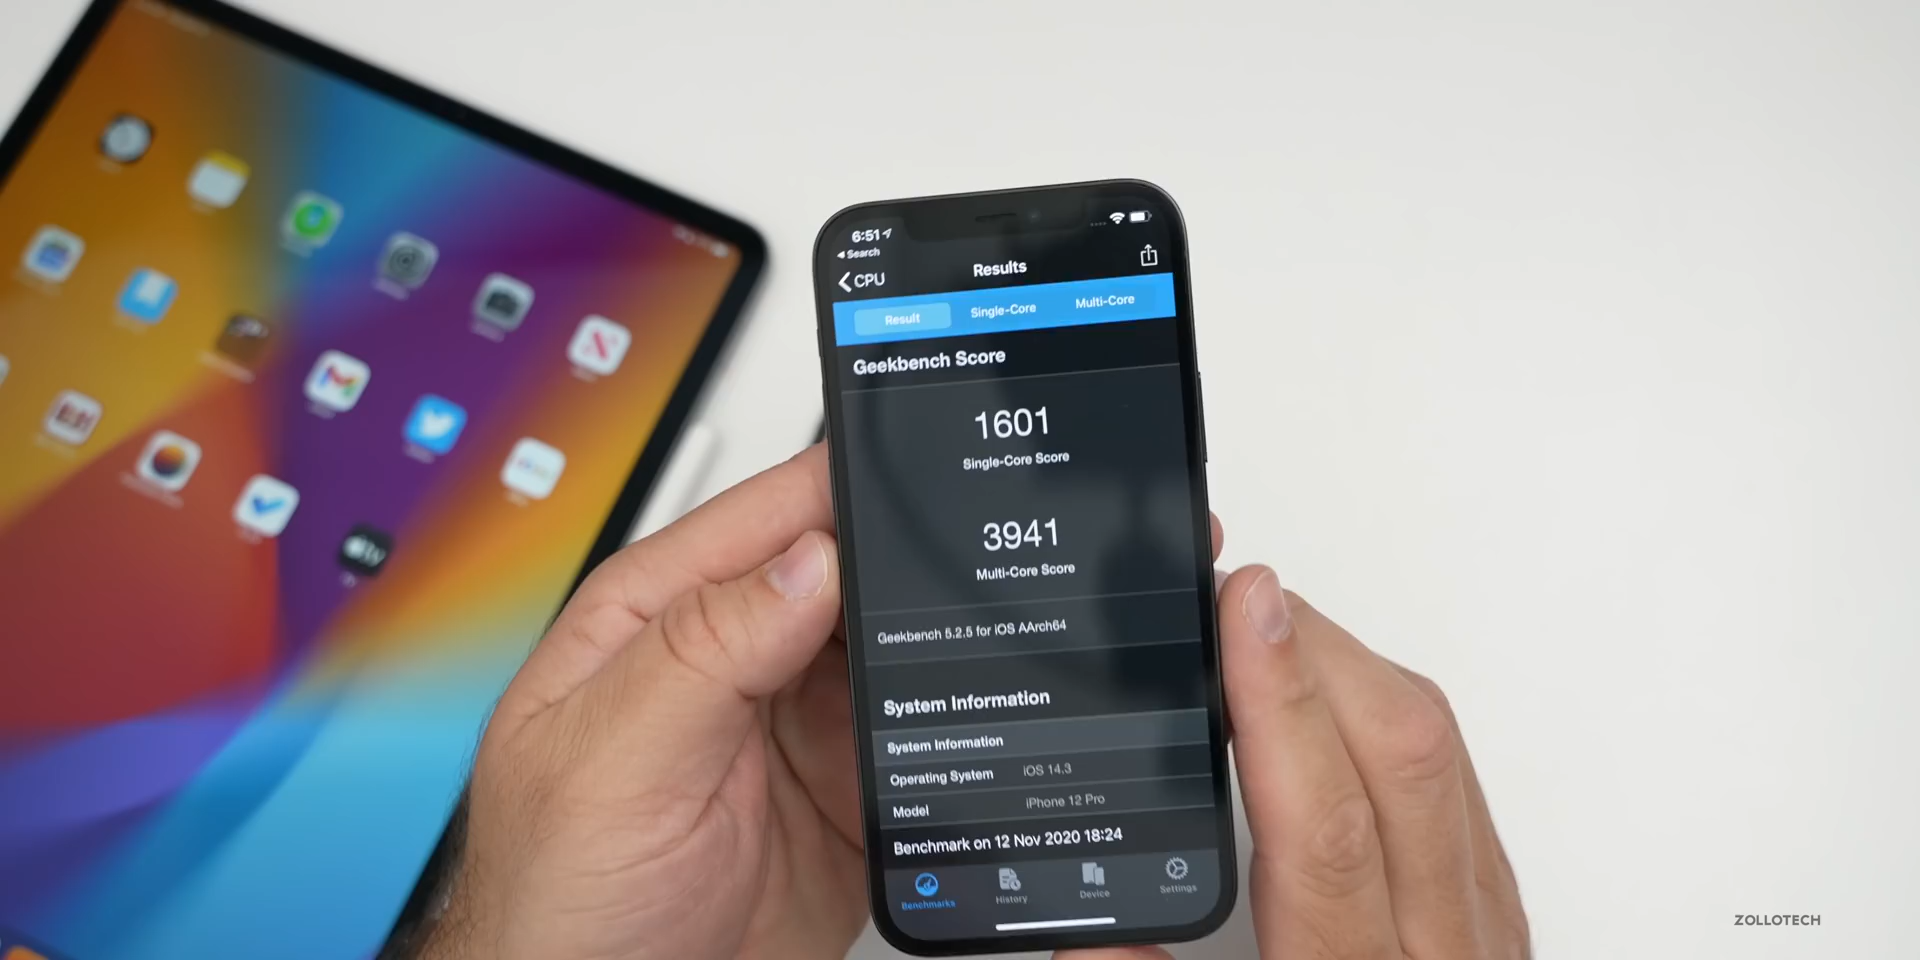 6:51
Search
CPU
Results
Result
Single-Core
Multi-Core
Geekbench Score
1601
Single-Core Score
3941
Multi-Core Score
Geekbench 5.2.5 for iOS AArch64
System Information
System Information
Operating System iOS 14.3
Model iPhone 12 Pro
Benchmark on 12 Nov 2020 18:24
Benchmarks
History
Device
Settings
ZOLLOTECH